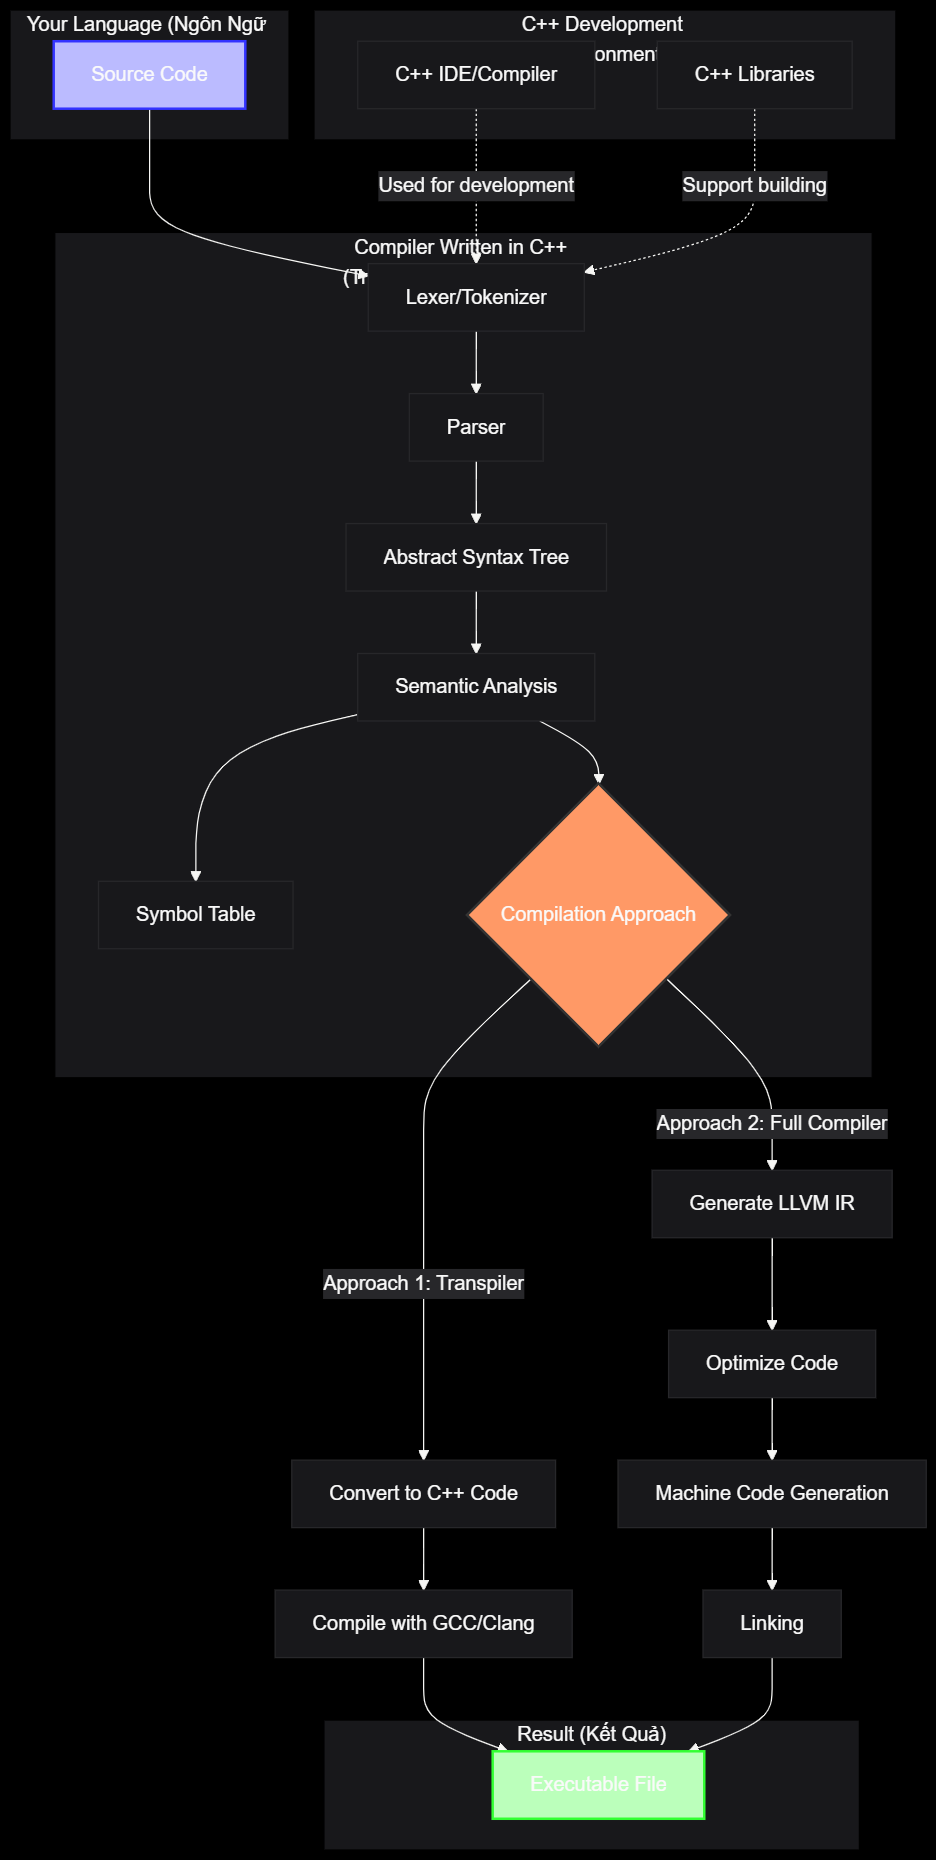 Your Language (Ngôn Ngữ
Source Code
C++ Development
C++ IDE/Compiler
C++ Libraries
Used for development
Support building
Compiler Written in C++
Lexer/Tokenizer
Parser
Abstract Syntax Tree
Semantic Analysis
Symbol Table
Compilation Approach
Approach 2: Full Compiler
Generate LLVM IR
Approach 1: Transpiler
Optimize Code
Convert to C++ Code
Machine Code Generation
Compile with GCC/Clang
Linking
Result (Kết Quả)
Executable File